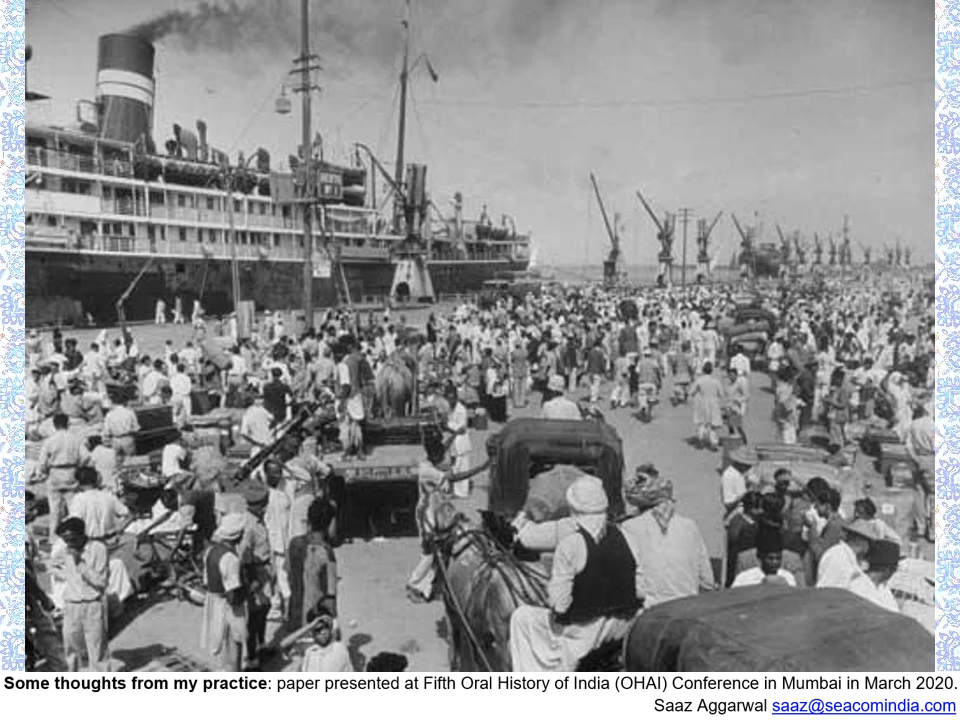 Some thoughts from my practice: paper presented at Fifth Oral History of India (OHAI) Conference in Mumbai in March 2020.
Saaz Aggarwal saaz@seacomindia.com